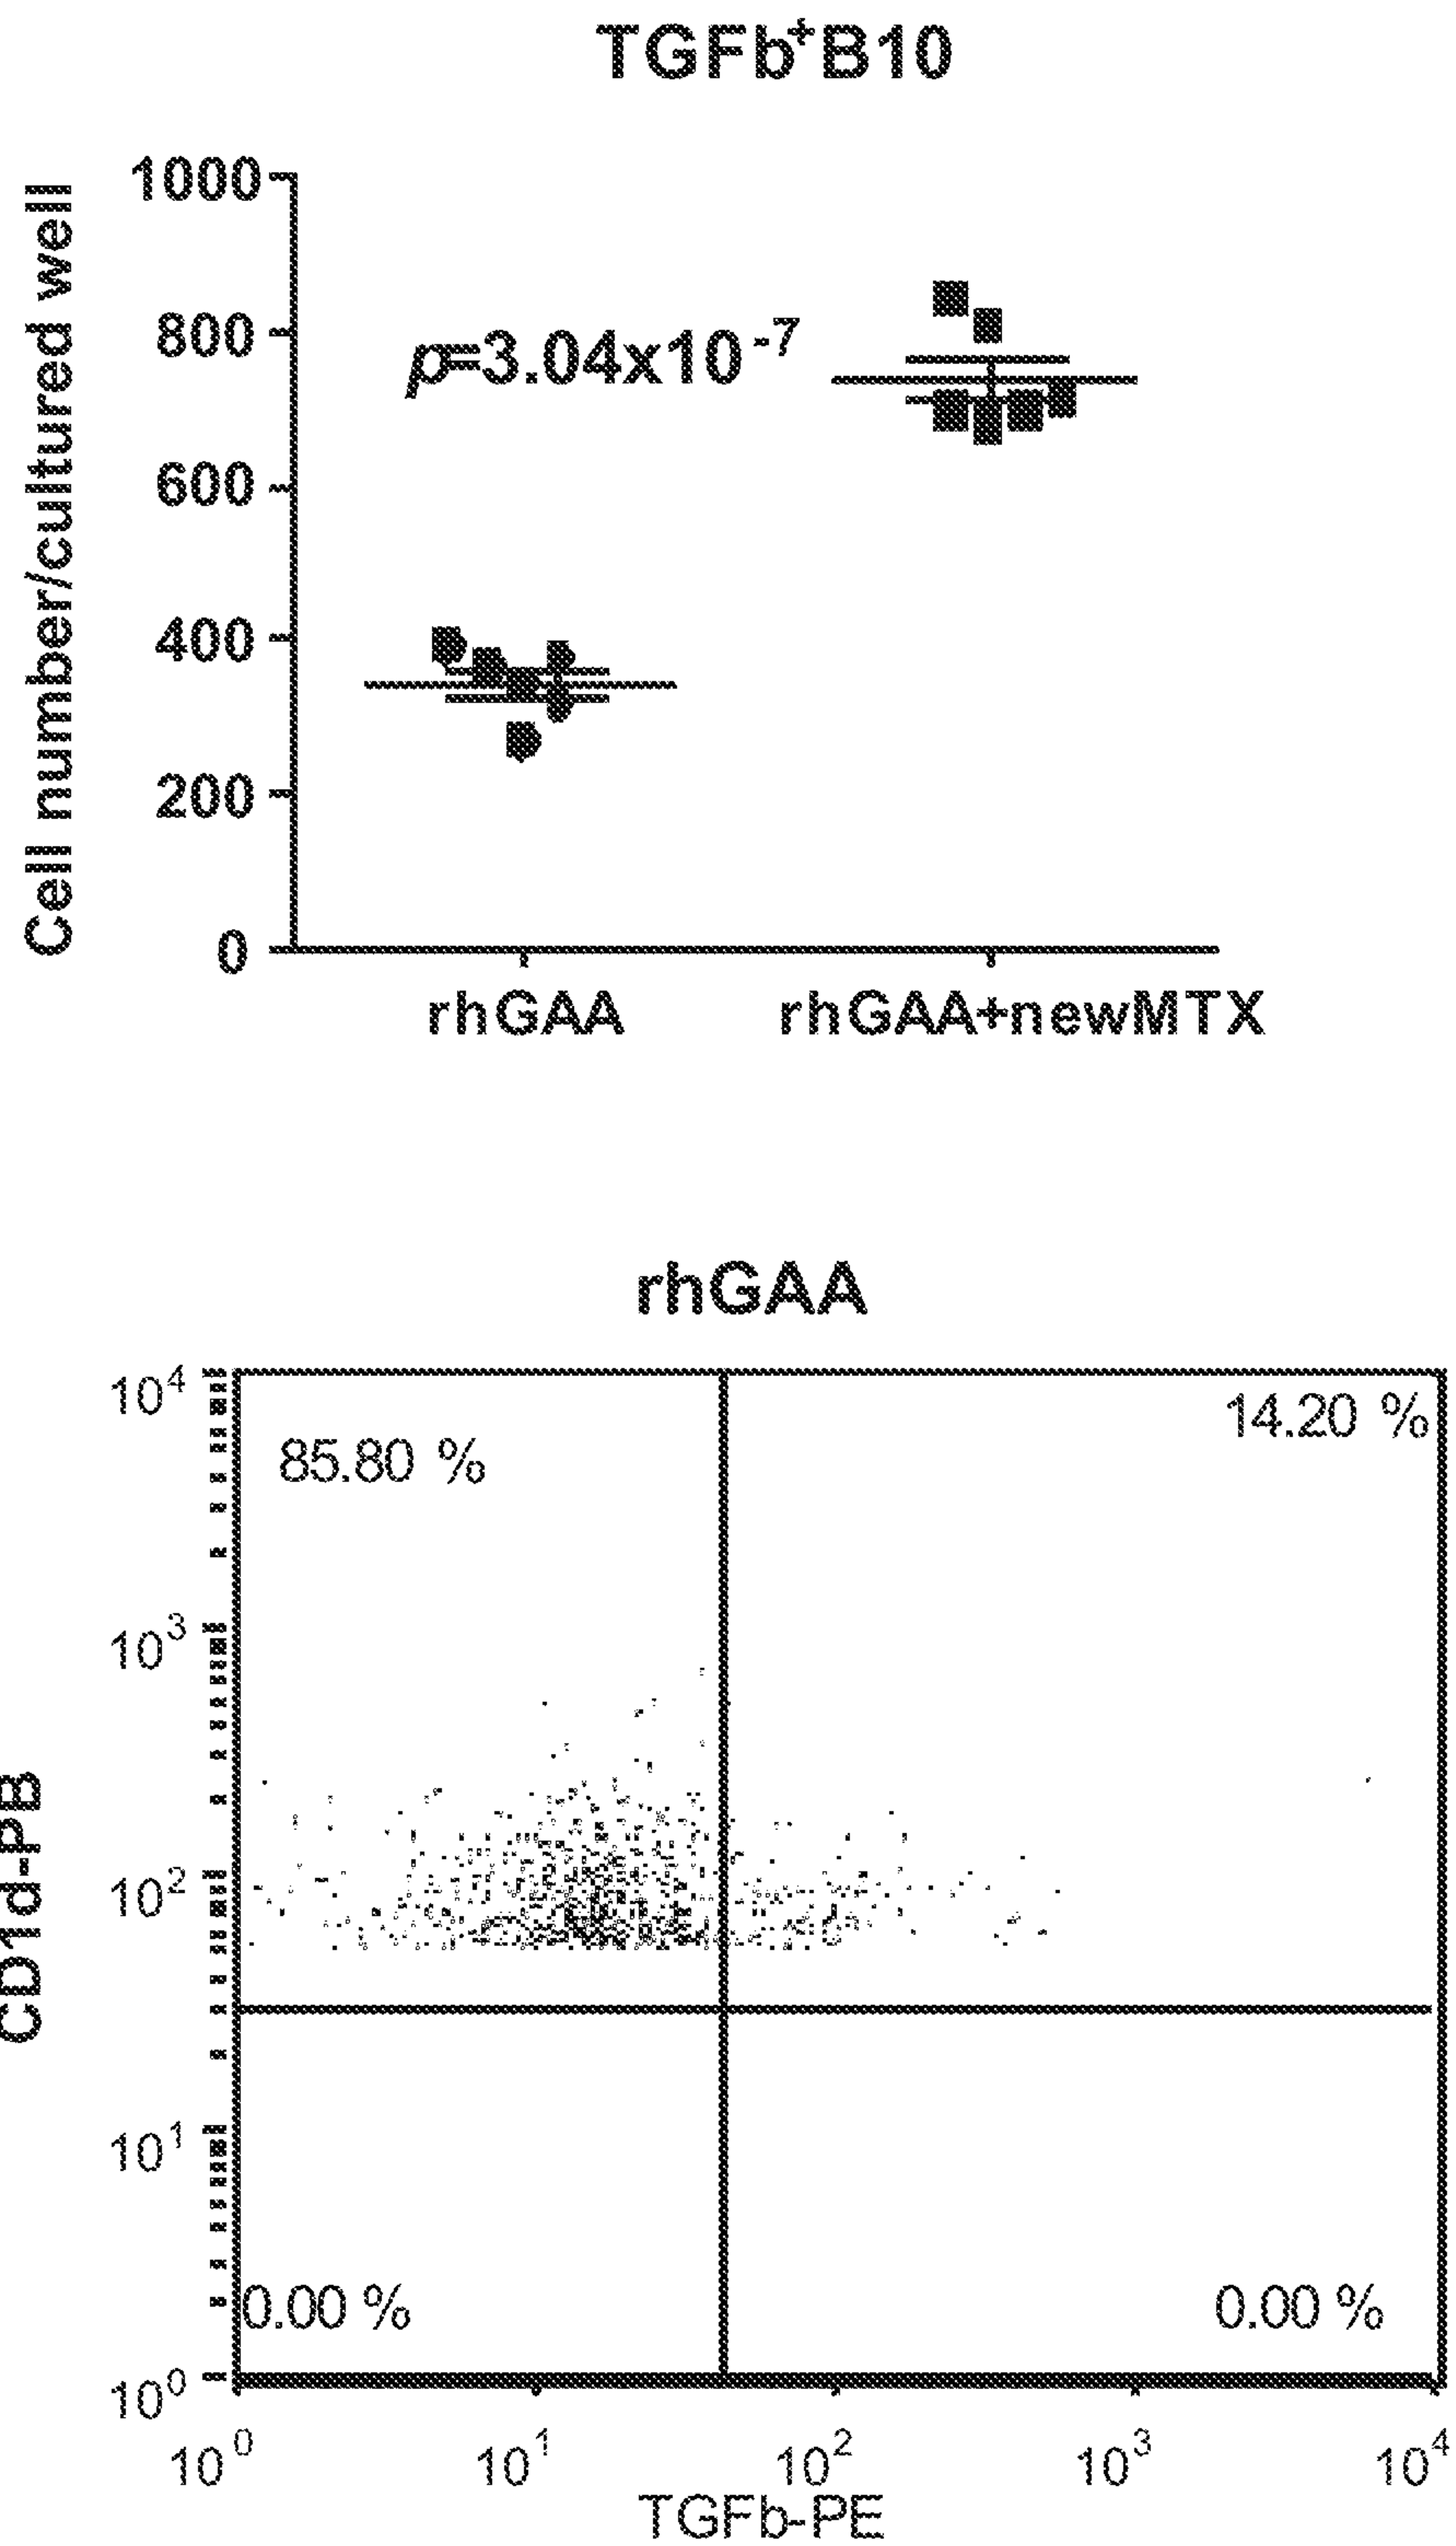 TGFb⁺B10
Cell number/cultured well
1000
800
600
400
200
0
p=3.04x10⁻⁷
rhGAA
rhGAA+newMTX
rhGAA
CD1d-PB
10⁴
10³
10²
10¹
10⁰
85.80 %
14.20 %
0.00 %
0.00 %
10⁰ 10¹ 10² 10³ 10⁴
TGFb-PE